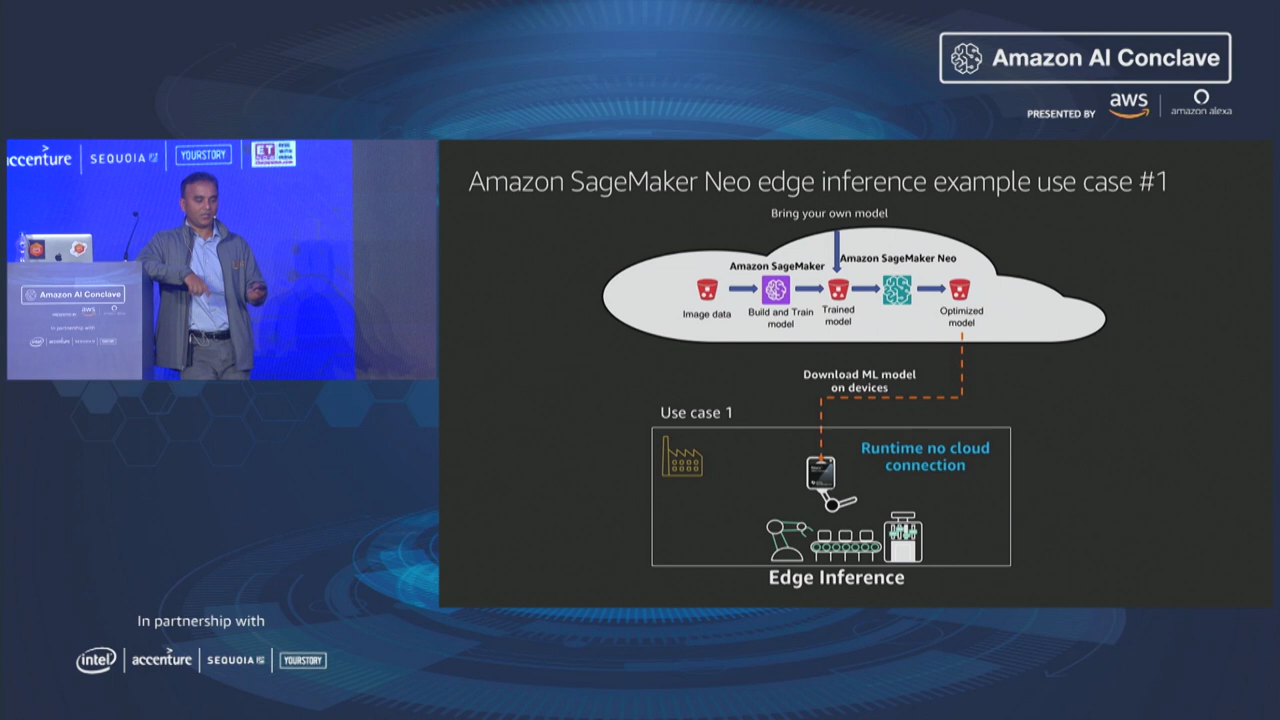 Amazon AI Conclave
PRESENTED BY aws amazon alexa
accenture SEQUOIA YOURSTORY ET
Amazon AI Conclave
In partnership with
intel accenture SEQUOIA
Amazon SageMaker Neo edge inference example use case #1
Bring your own model
Amazon SageMaker
Amazon SageMaker Neo
Image data
Build and Train
model
Trained
model
Optimized
model
Download ML model
on devices
Use case 1
Runtime no cloud
connection
Edge Inference
In partnership with
intel accenture SEQUOIA YOURSTORY